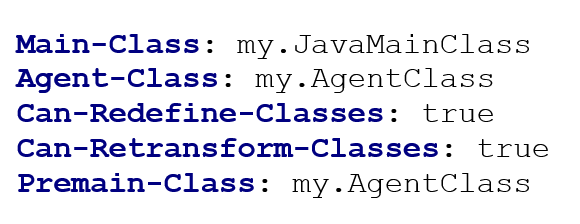 Main-Class: my.JavaMainClass
Agent-Class: my.AgentClass
Can-Redefine-Classes: true
Can-Retransform-Classes: true
Premain-Class: my.AgentClass